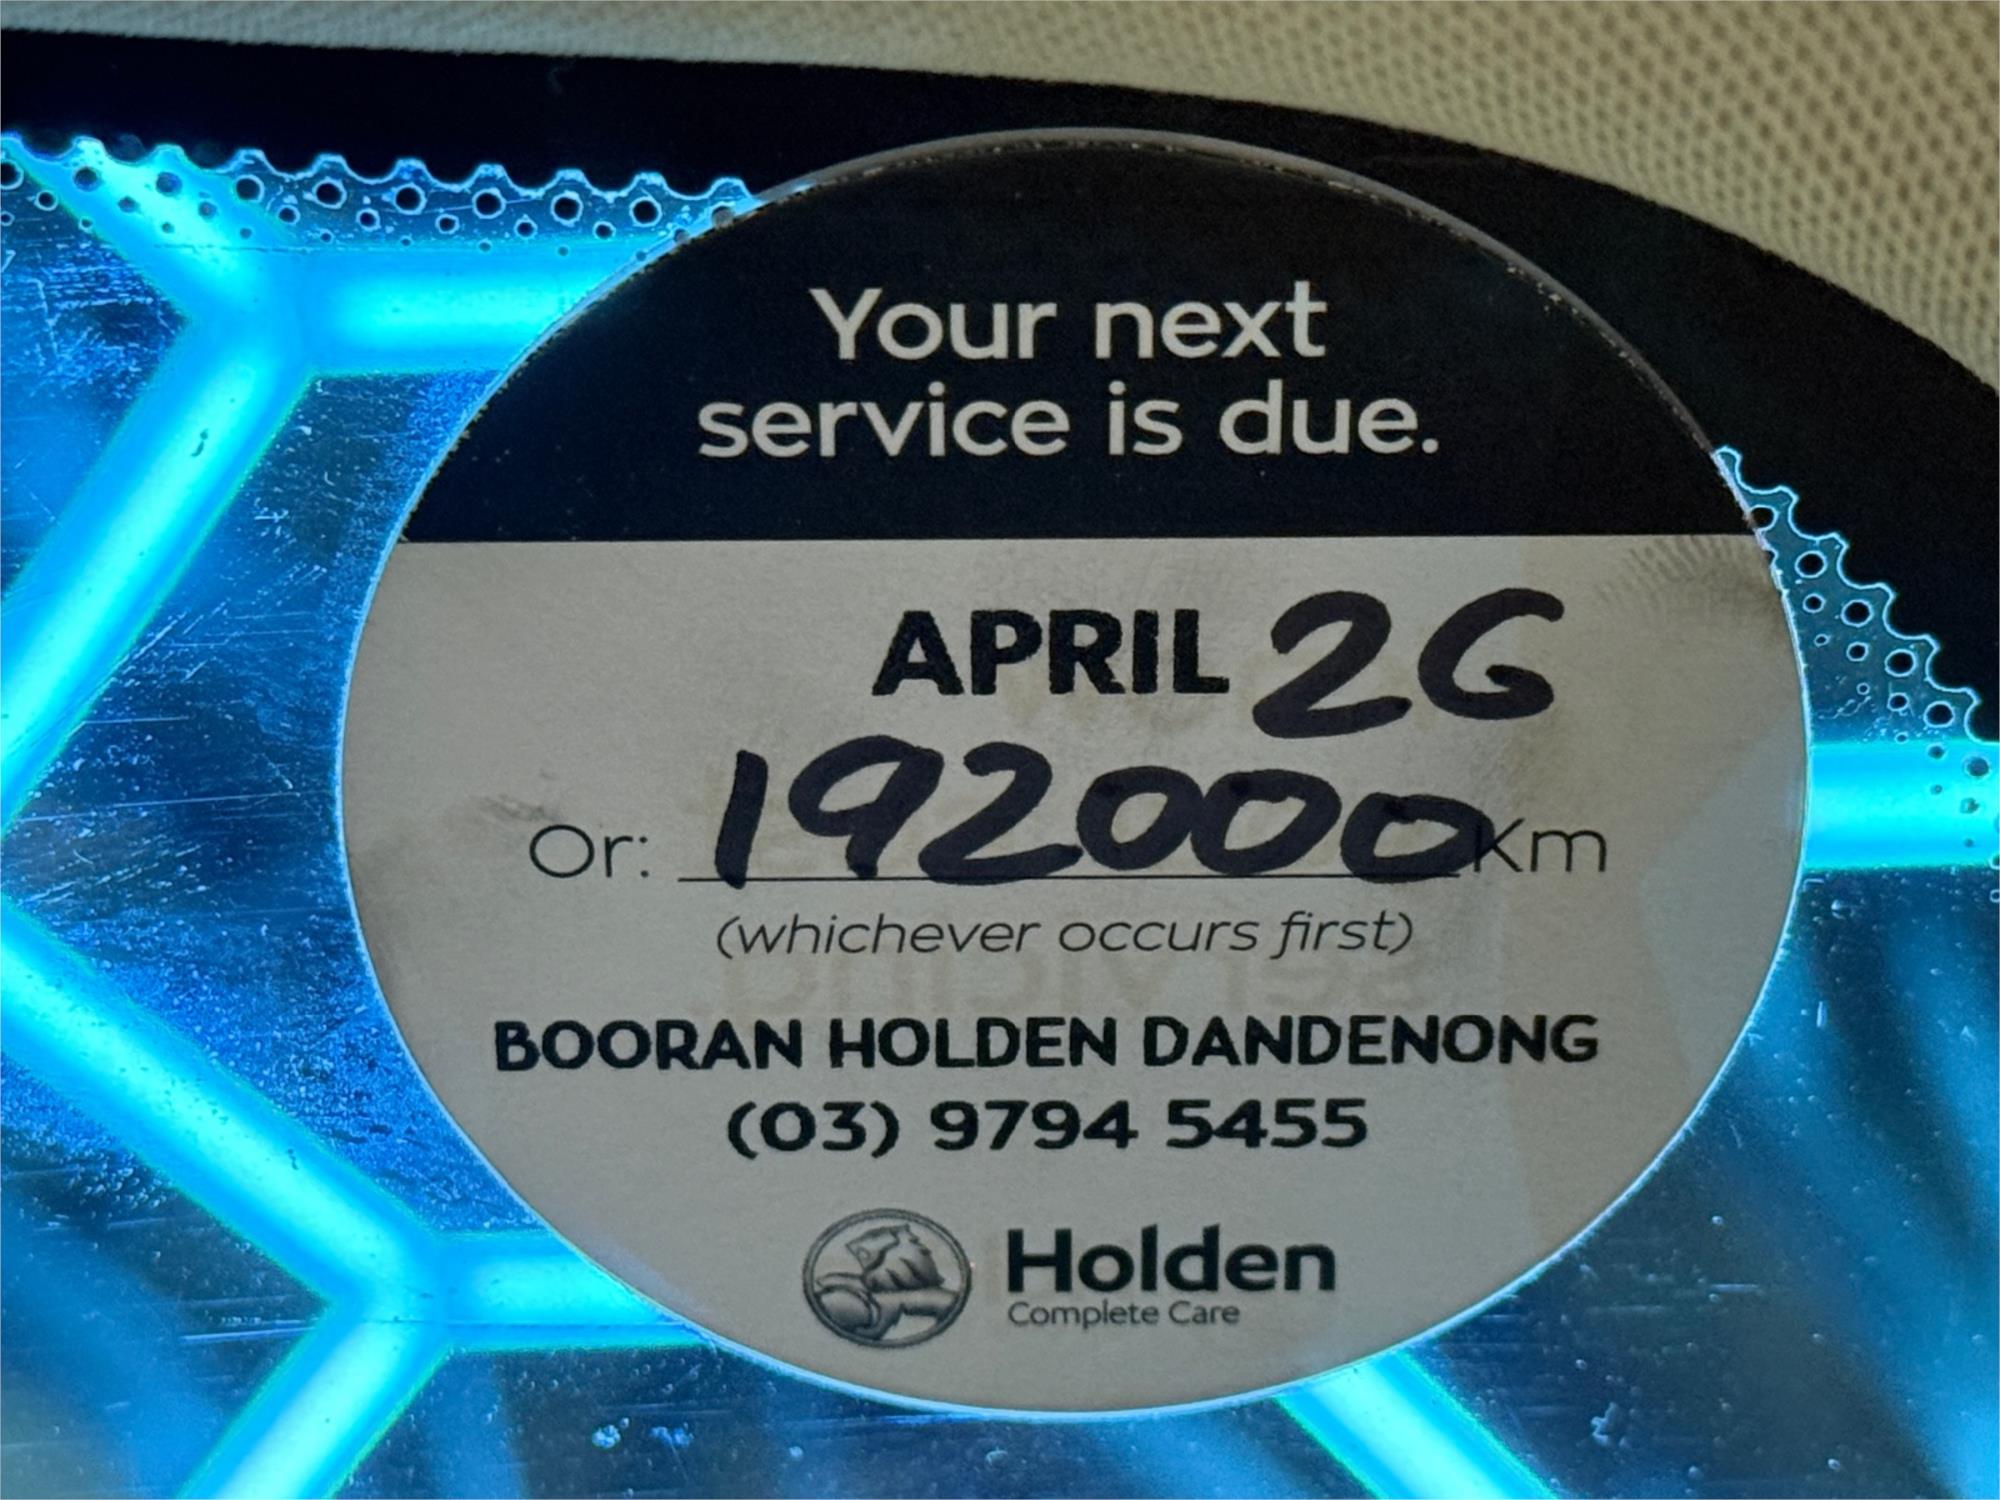 Your next
service is due.
APRIL 26
Or: 192000 Km
(whichever occurs first)
BOORAN HOLDEN DANDENONG
(03) 9794 5455
Holden
Complete Care